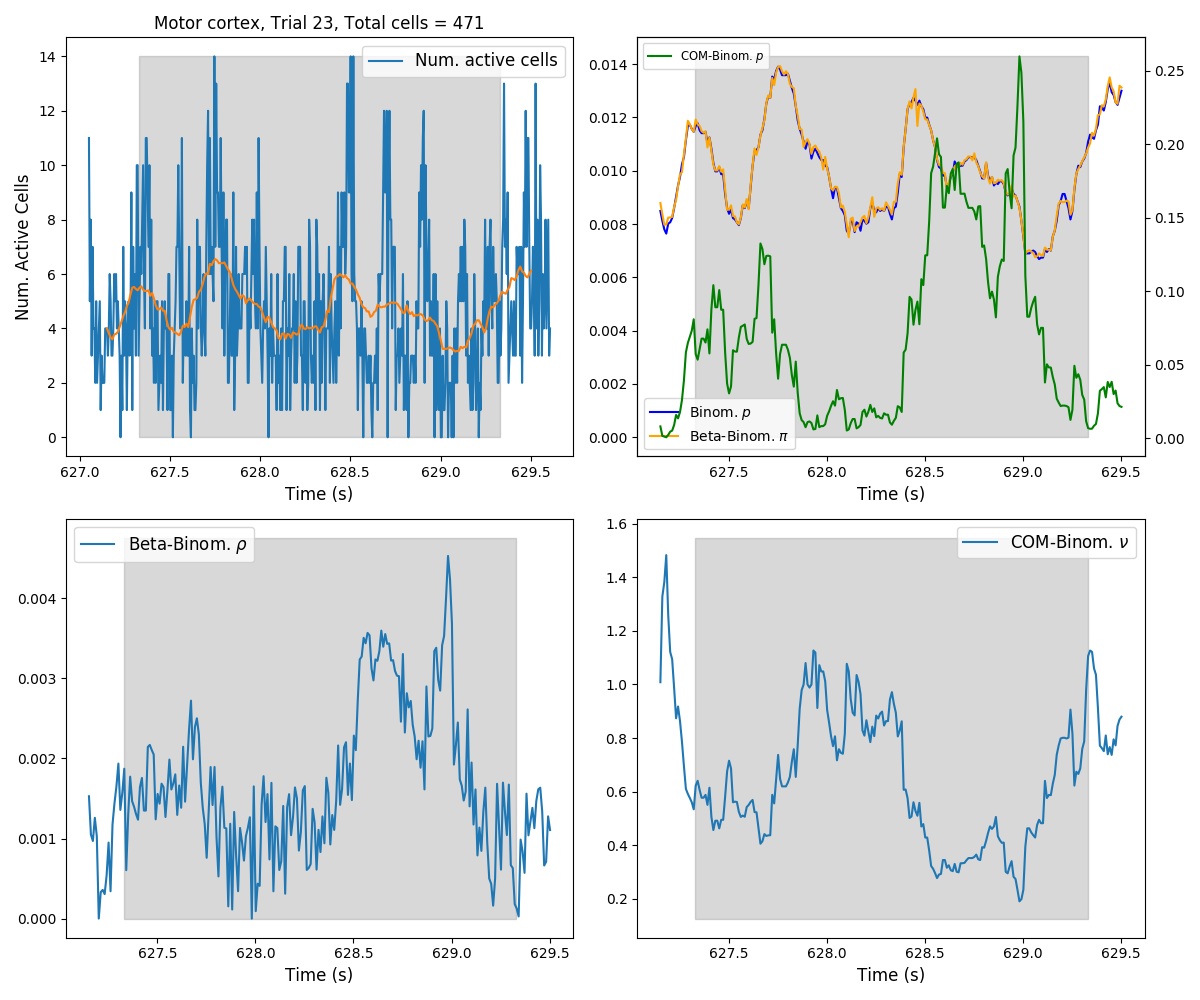 Motor cortex, Trial 23, Total cells = 471
Num. Active Cells
14
12
10
8
6
4
2
0
Num. active cells
627.0 627.5 628.0 628.5 629.0 629.5
Time (s)
COM-Binom. p
0.014
0.012
0.010
0.008
0.006
0.004
0.002
0.000
0.25
0.20
0.15
0.10
0.05
0.00
Binom. p
Beta-Binom. π
627.5 628.0 628.5 629.0 629.5
Time (s)
Beta-Binom. ρ
0.004
0.003
0.002
0.001
0.000
627.5 628.0 628.5 629.0 629.5
Time (s)
COM-Binom. ν
1.6
1.4
1.2
1.0
0.8
0.6
0.4
0.2
627.5 628.0 628.5 629.0 629.5
Time (s)